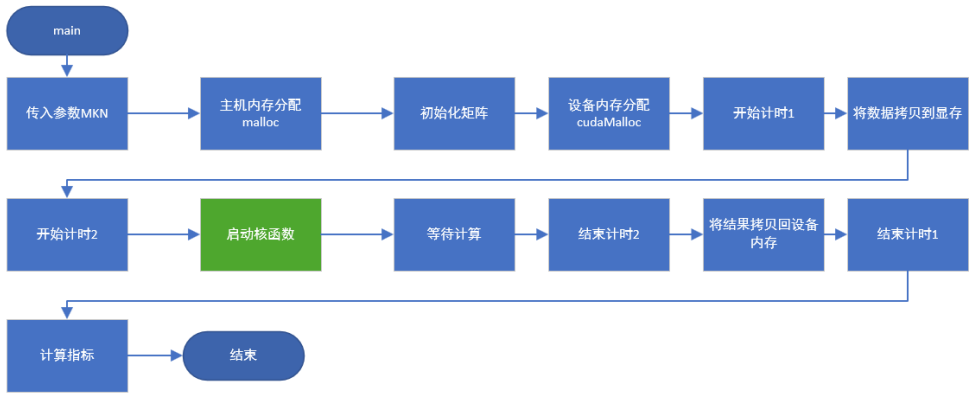 main
传入参数MKN
主机内存分配
malloc
初始化矩阵
设备内存分配
cudaMalloc
开始计时1
将数据拷贝到显存
开始计时2
启动核函数
等待计算
结束计时2
将结果拷贝回设备
内存
结束计时1
计算指标
结束